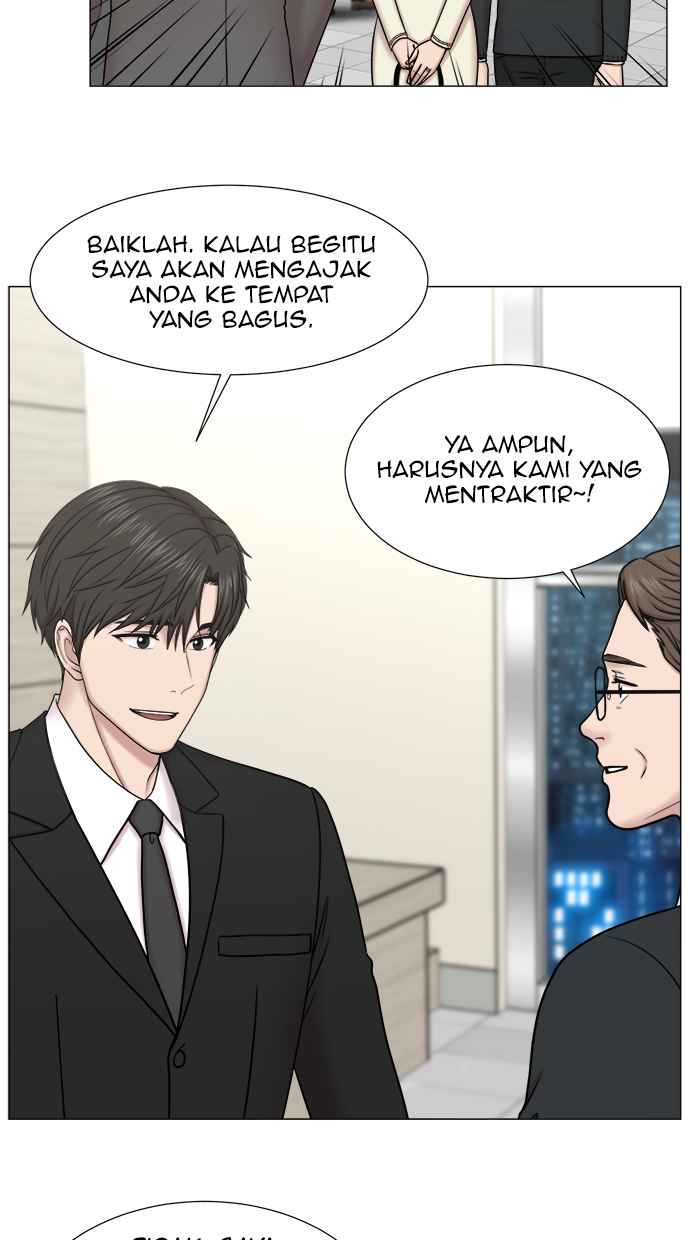 BAIKLAH. KALAU BEGITU
SAYA AKAN MENGAJAK
ANDA KE TEMPAT
YANG BAGUS.
YA AMPUN,
HARUSNYA KAMI YANG
MENTRAKTIR~!